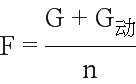 F = (G + G动) / n